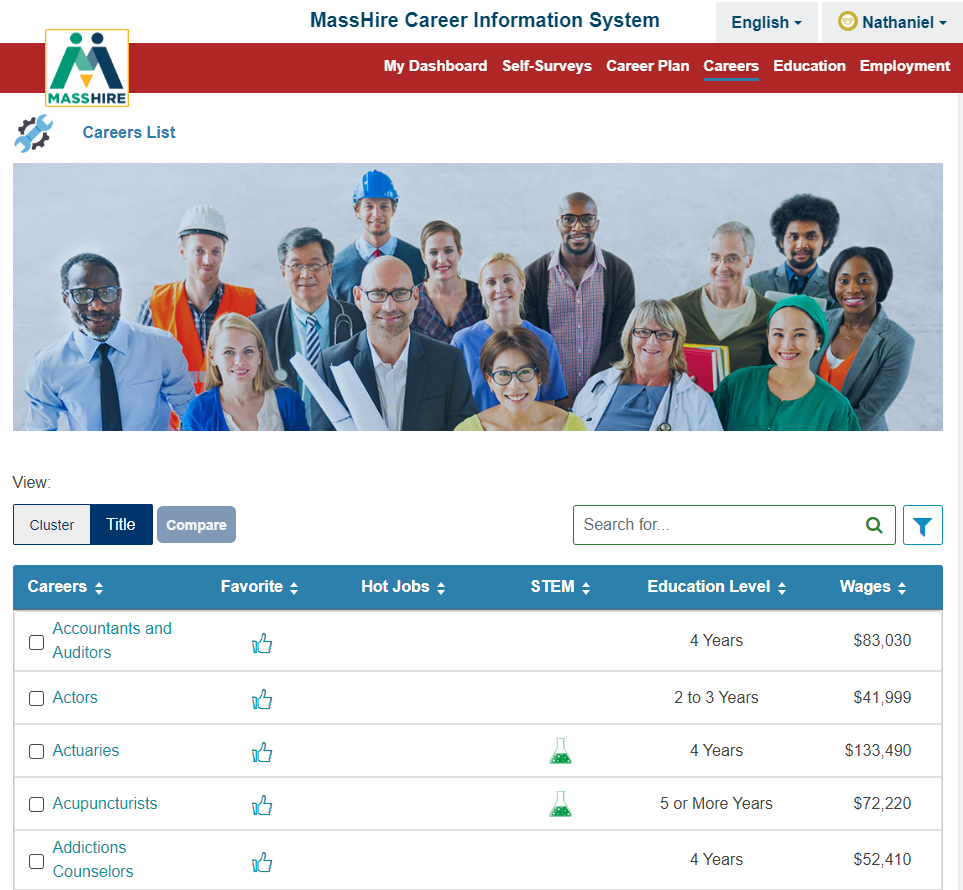 MassHire Career Information System
English
Nathaniel
MASSHIRE
My Dashboard Self-Surveys Career Plan Careers Education Employment
Careers List
View:
Cluster Title Compare
Search for...
Careers Favorite Hot Jobs STEM Education Level Wages
Accountants and
Auditors
4 Years $83,030
Actors 2 to 3 Years $41,999
Actuaries 4 Years $133,490
Acupuncturists 5 or More Years $72,220
Addictions
Counselors
4 Years $52,410